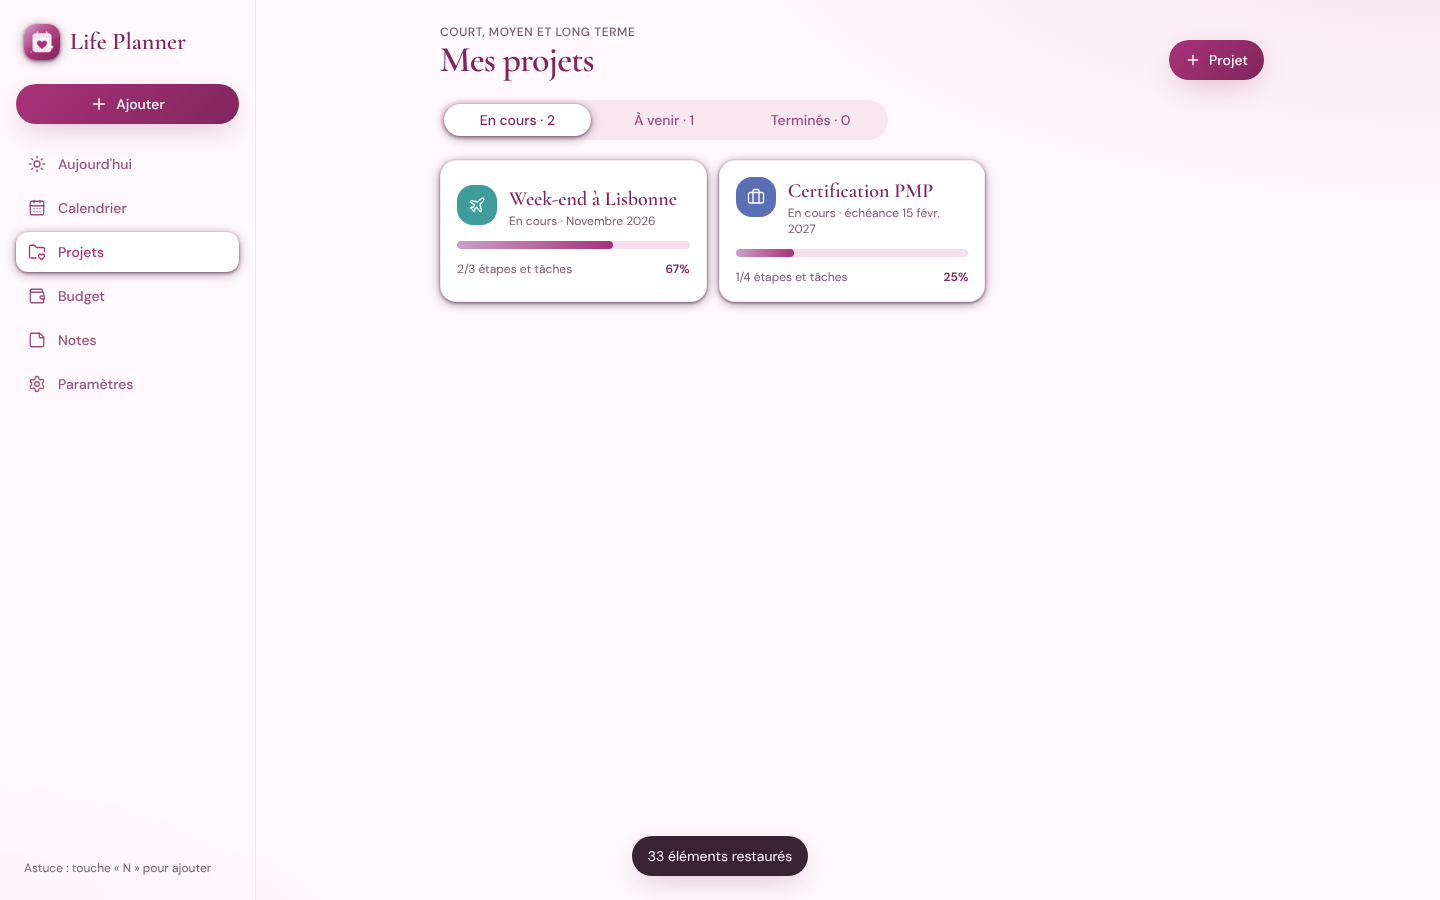 Life Planner
Ajouter
Aujourd'hui
Calendrier
Projets
Budget
Notes
Paramètres
Astuce : touche « N » pour ajouter
COURT, MOYEN ET LONG TERME
Mes projets
Projet
En cours · 2
À venir · 1
Terminés · 0
Week-end à Lisbonne
En cours · Novembre 2026
2/3 étapes et tâches
67%
Certification PMP
En cours · échéance 15 févr.
2027
1/4 étapes et tâches
25%
33 éléments restaurés